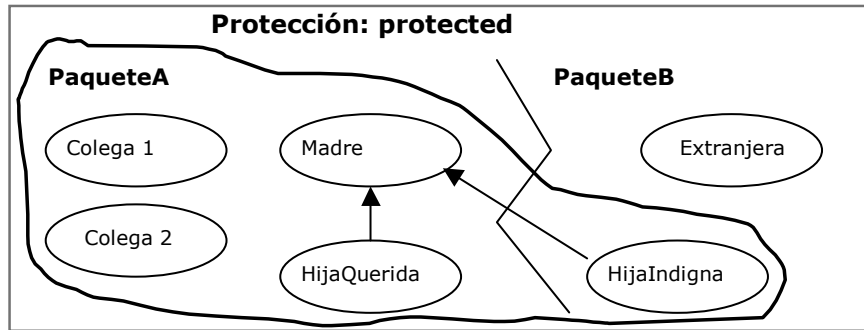 Protección: protected
PaqueteA
PaqueteB
Colega 1
Madre
Extranjera
Colega 2
HijaQuerida
HijaIndigna